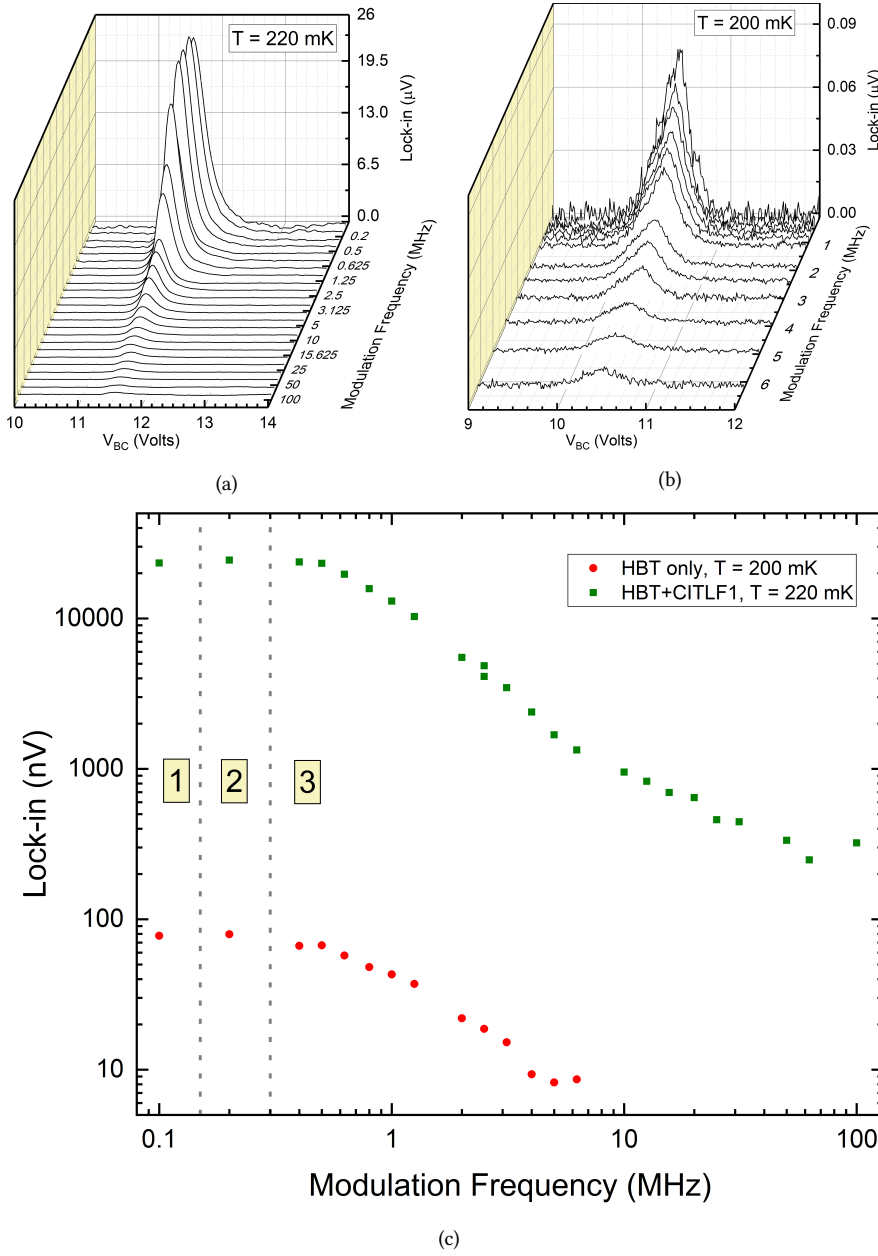 26
T = 220 mK
19.5
13.0
6.5
0.0
Lock-in (μV)
0.2
0.5
0.625
1.25
2.5
3.125
5
10
15.625
25
50
100
Modulation Frequency (MHz)
10 11 12 13 14
V_BC (Volts)
(a)
T = 200 mK
0.09
0.06
0.03
0.00
Lock-in (μV)
1
2
3
4
5
6
Modulation Frequency (MHz)
9 10 11 12
V_BC (Volts)
(b)
HBT only, T = 200 mK
HBT+CITLF1, T = 220 mK
10000
1000
100
10
Lock-in (nV)
1 2 3
0.1 1 10 100
Modulation Frequency (MHz)
(c)